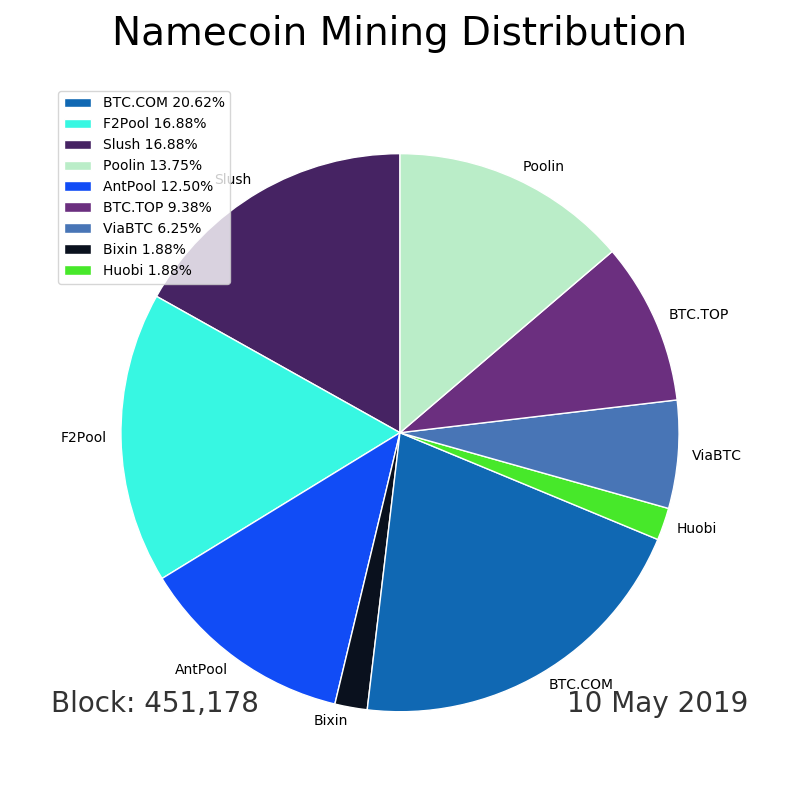 Namecoin Mining Distribution
BTC.COM 20.62%
F2Pool 16.88%
Slush 16.88%
Poolin 13.75%
AntPool 12.50%
BTC.TOP 9.38%
ViaBTC 6.25%
Bixin 1.88%
Huobi 1.88%
Poolin
Slush
BTC.TOP
F2Pool
ViaBTC
Huobi
AntPool
BTC.COM
Block: 451,178
10 May 2019
Bixin